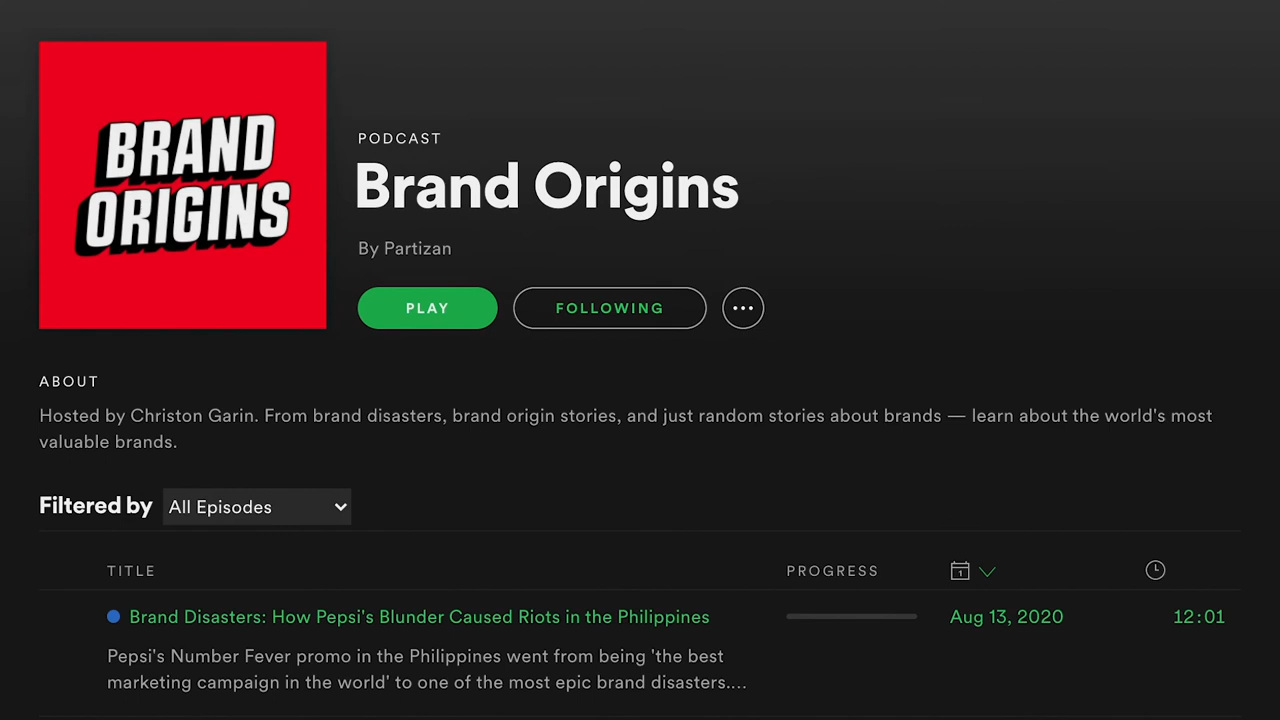 BRAND
ORIGINS
PODCAST
Brand Origins
By Partizan
PLAY
FOLLOWING
ABOUT
Hosted by Christon Garin. From brand disasters, brand origin stories, and just random stories about brands — learn about the world's most
valuable brands.
Filtered by All Episodes
TITLE PROGRESS 1
Brand Disasters: How Pepsi's Blunder Caused Riots in the Philippines Aug 13, 2020 12:01
Pepsi's Number Fever promo in the Philippines went from being 'the best
marketing campaign in the world' to one of the most epic brand disasters....